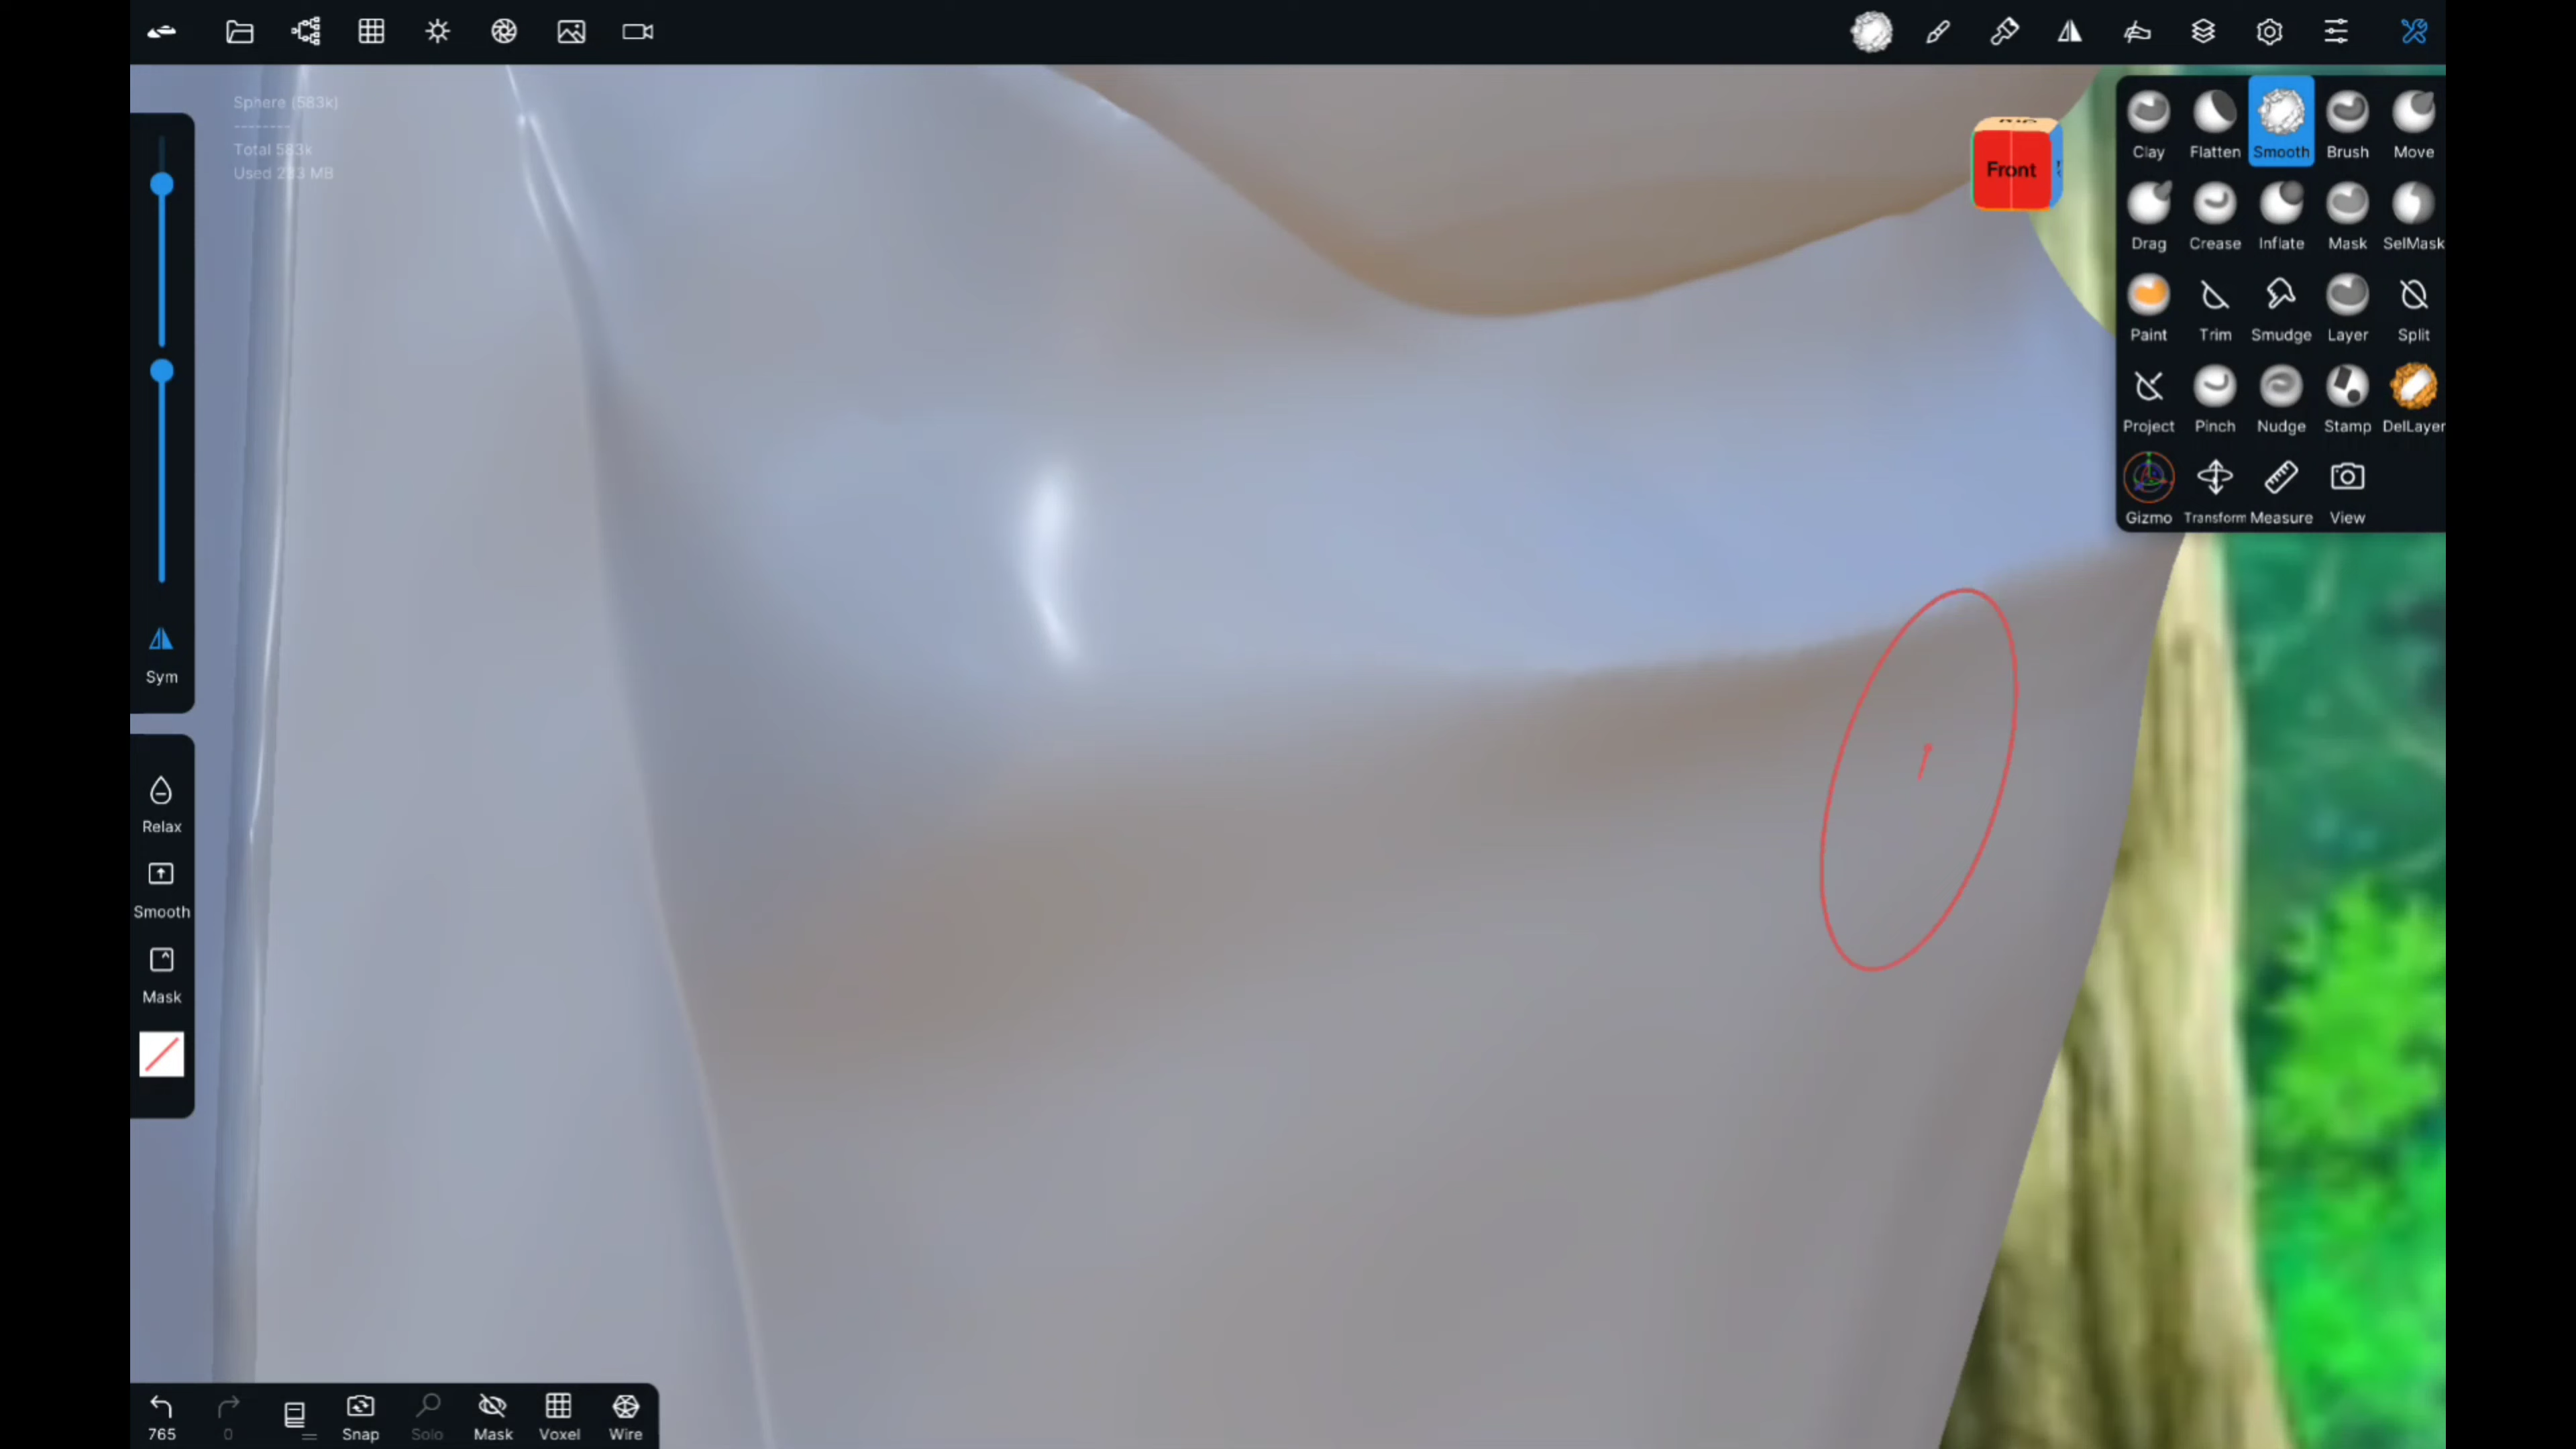 Sphere (583k)
--------
Total 583k
Used 233 MB
Front
Clay Flatten Smooth Brush Move
Drag Crease Inflate Mask SelMask
Paint Trim Smudge Layer Split
Project Pinch Nudge Stamp DelLayer
Gizmo Transform Measure View
Sym
Relax
Smooth
Mask
765 0 Snap Solo Mask Voxel Wire